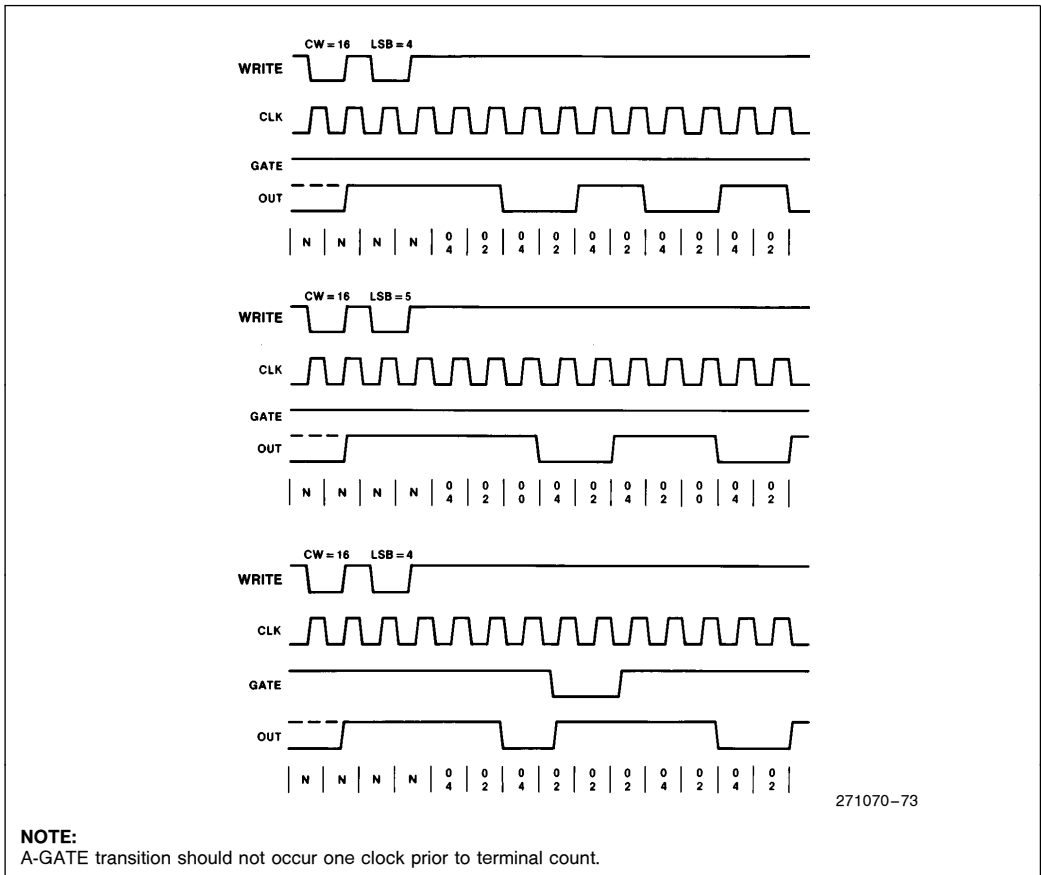 CW = 16 LSB = 4
WRITE
CLK
GATE
OUT
N N N N 0 0 0 0 0 0 0 0 0 0
4 2 4 2 4 2 4 2 4 2
CW = 16 LSB = 5
WRITE
CLK
GATE
OUT
N N N N 0 0 0 0 0 0 0 0 0 0
4 2 0 4 2 4 2 0 4 2
CW = 16 LSB = 4
WRITE
CLK
GATE
OUT
N N N N 0 0 0 0 0 0 0 0 0 0
4 2 4 2 2 2 4 2 4 2
271070–73
NOTE:
A-GATE transition should not occur one clock prior to terminal count.